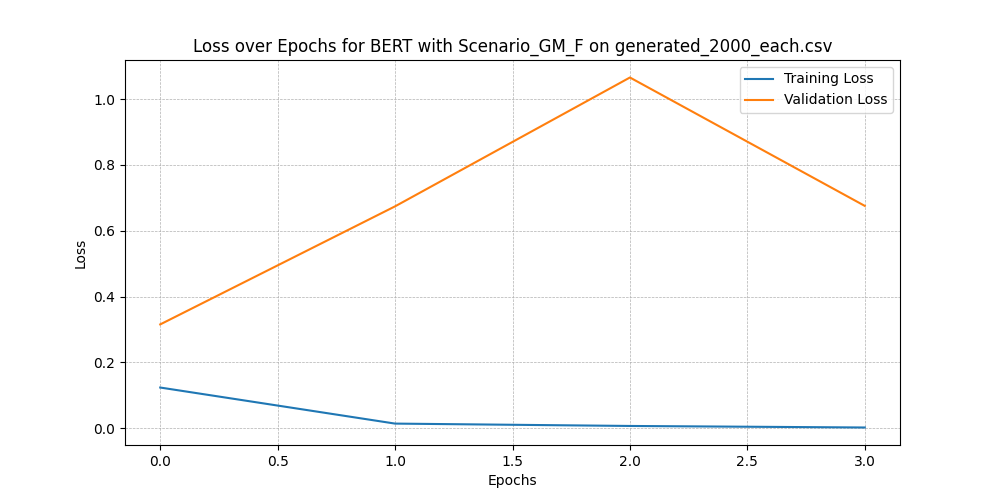 Loss over Epochs for BERT with Scenario_GM_F on generated_2000_each.csv
Training Loss
Validation Loss
1.0
0.8
0.6
0.4
0.2
0.0
Loss
0.0 0.5 1.0 1.5 2.0 2.5 3.0
Epochs